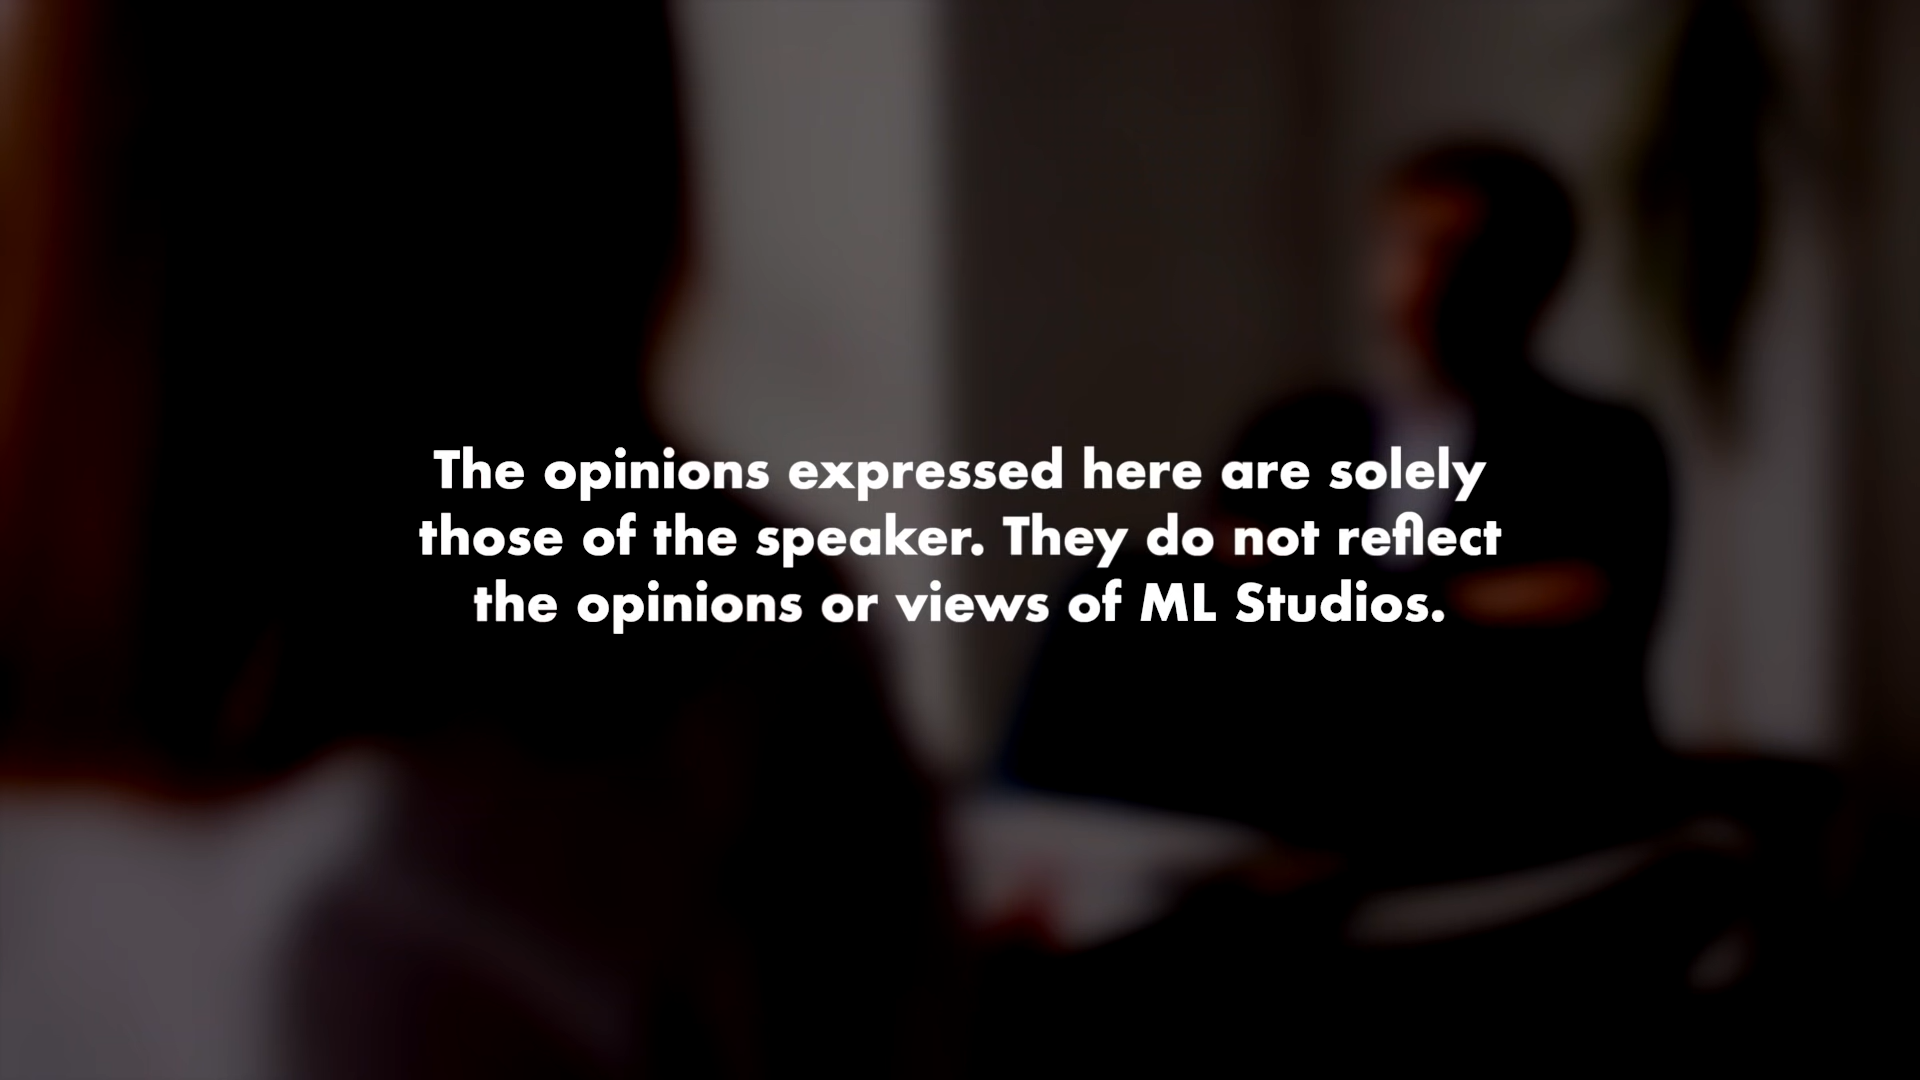 The opinions expressed here are solely
those of the speaker. They do not reflect
the opinions or views of ML Studios.